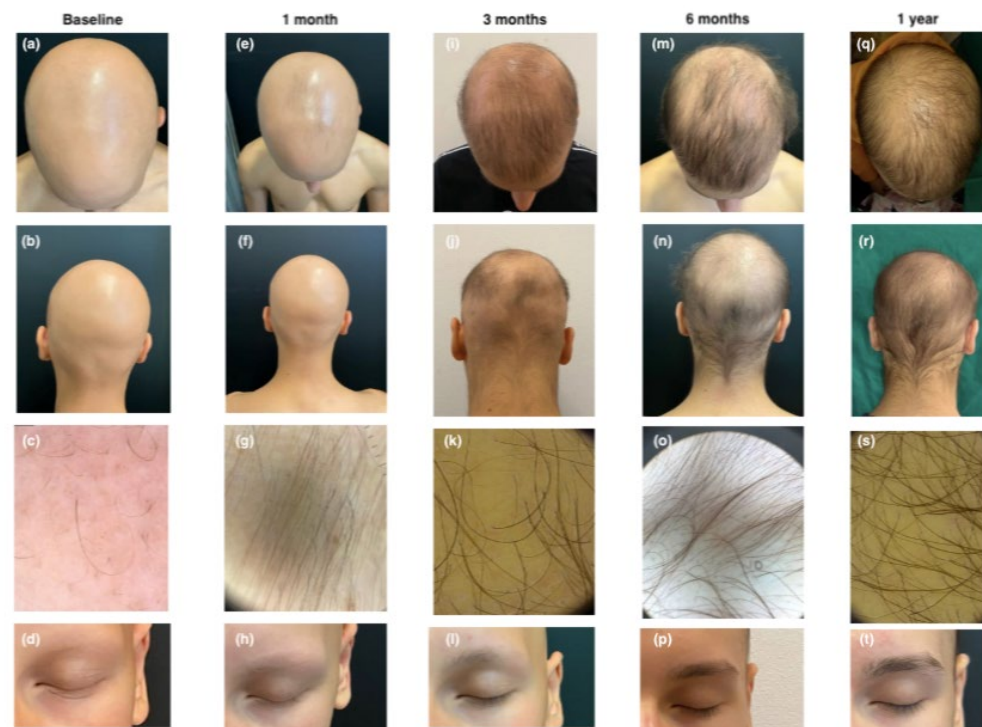 Baseline 1 month 3 months 6 months 1 year
(a) (e) (i) (m) (q)
(b) (f) (j) (n) (r)
(c) (g) (k) (o) (s)
(d) (h) (l) (p) (t)